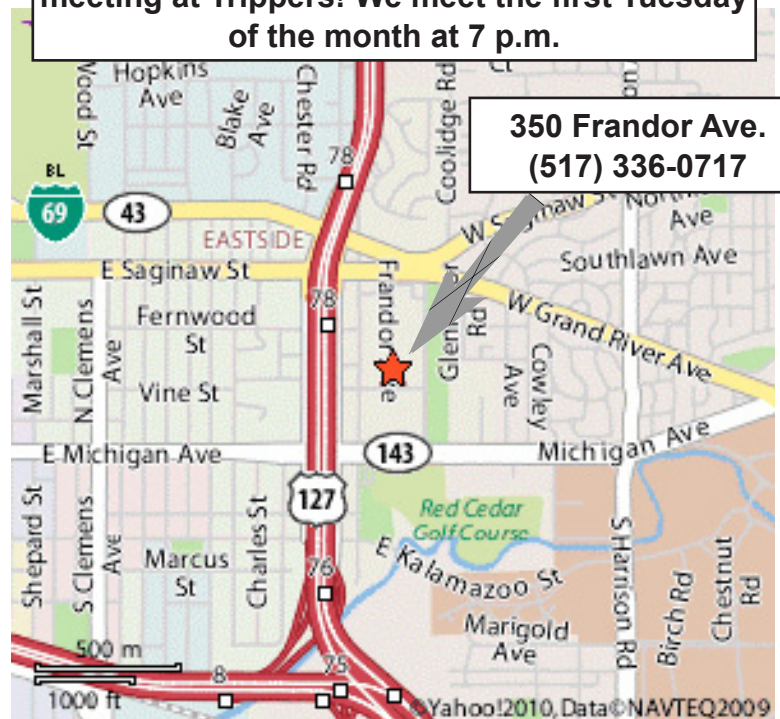 meeting at Trippers! We meet the first Tuesday
of the month at 7 p.m.
Hopkins
Ave
Wood St
Blake
Ave
Chester Rd
Coolidge Rd
Ct
78
350 Frandor Ave.
(517) 336-0717
BL
69
43
EASTSIDE
W Saginaw St
Ave
E Saginaw St
Southlawn Ave
Marshall St
N Clemens
Ave
Fernwood
St
78
Frandor
Rd
W Grand River Ave
Cowley
Ave
Vine St
E Michigan Ave
143
Michigan Ave
127
Red Cedar
Golf Course
Shepard St
S Clemens
Ave
Marcus
St
Charles St
76
E Kalamazoo St
S Harrison Rd
Birch Rd
Chestnut
Rd
Marigold
Ave
500 m
1000 ft
8
75
©Yahoo!2010, Data©NAVTEQ2009